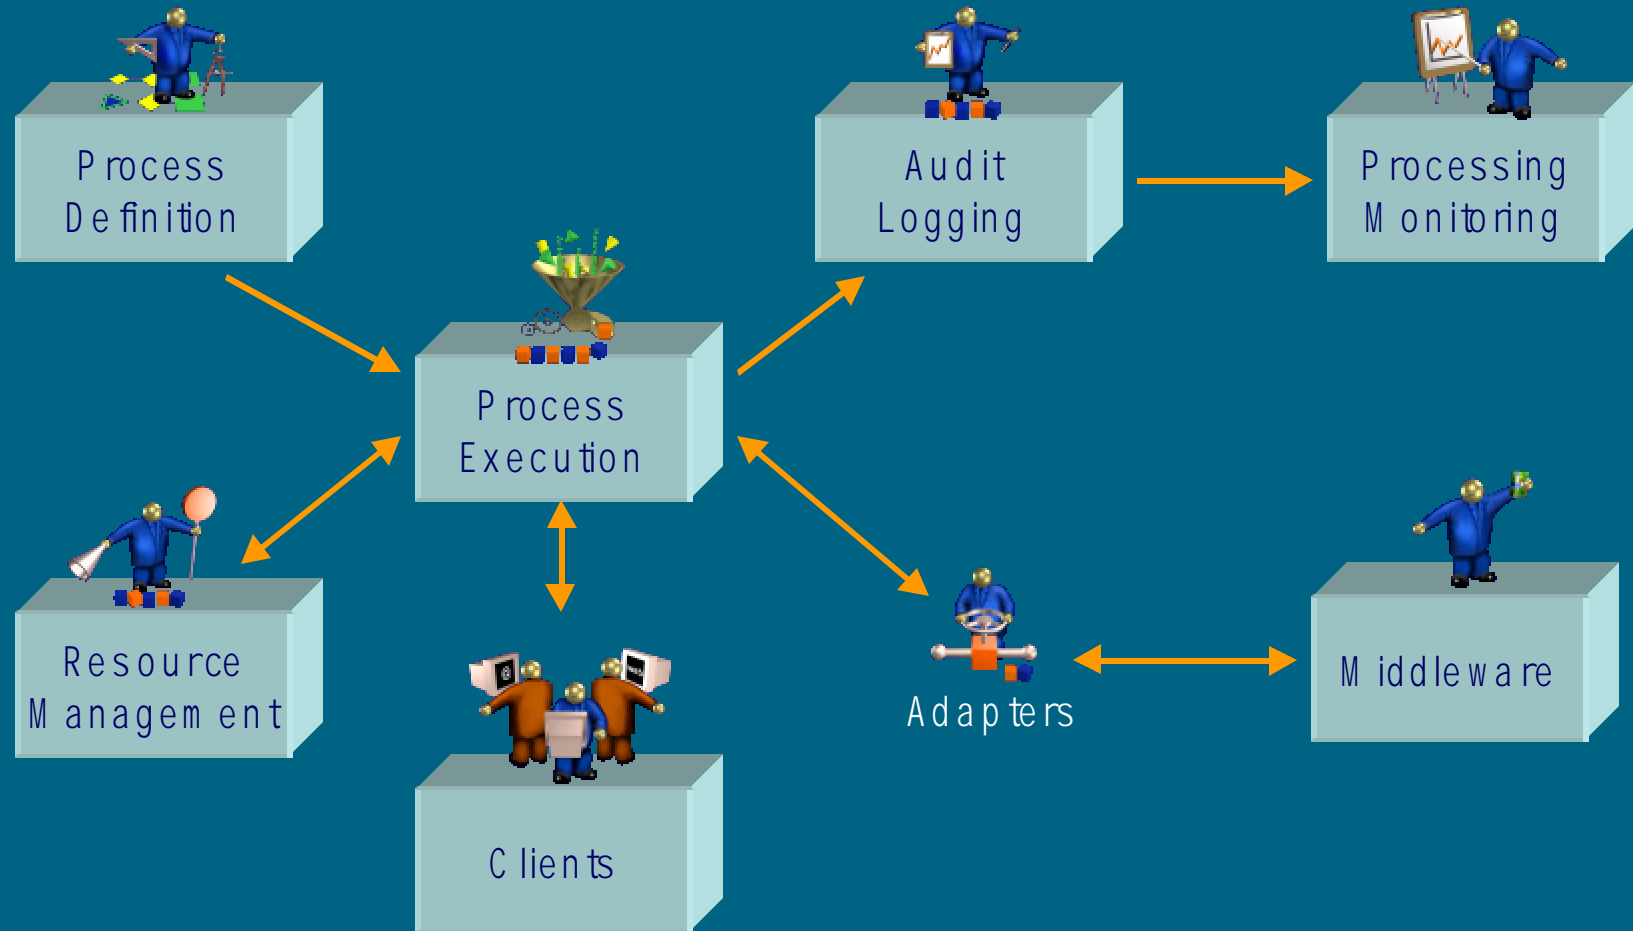 Process
Definition
Audit
Logging
Processing
Monitoring
Process
Execution
Resource
Management
Adapters
Middleware
Clients